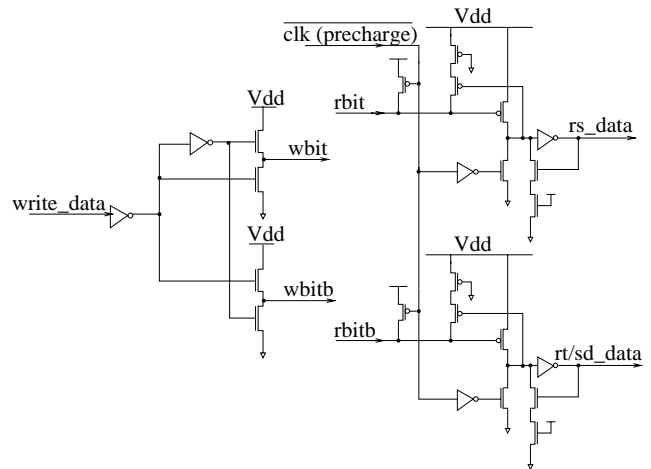 Vdd
clk (precharge)
rbit
rs_data
Vdd
wbit
write_data
Vdd
wbitb
Vdd
rbitb
rt/sd_data